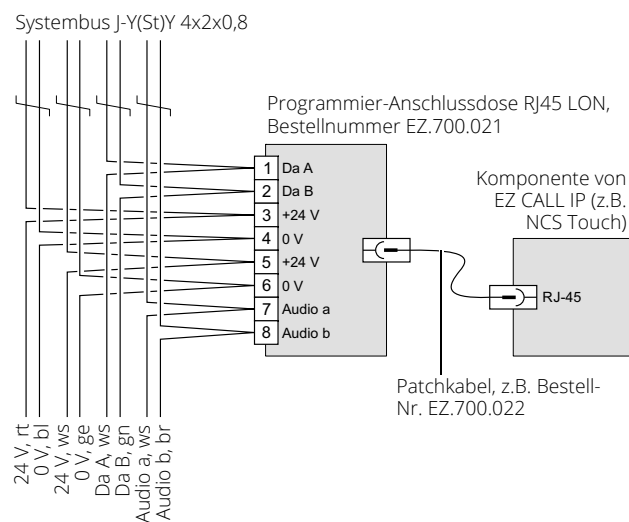 Systembus J-Y(St)Y 4x2x0,8
Programmier-Anschlussdose RJ45 LON,
Bestellnummer EZ.700.021
1 Da A
2 Da B
3 +24 V
4 0 V
5 +24 V
6 0 V
7 Audio a
8 Audio b
Komponente von
EZ CALL IP (z.B.
NCS Touch)
RJ-45
Patchkabel, z.B. Bestell-
Nr. EZ.700.022
24 V, rt
0 V, bl
24 V, ws
0 V, ge
Da A, ws
Da B, gn
Audio a, ws
Audio b, br